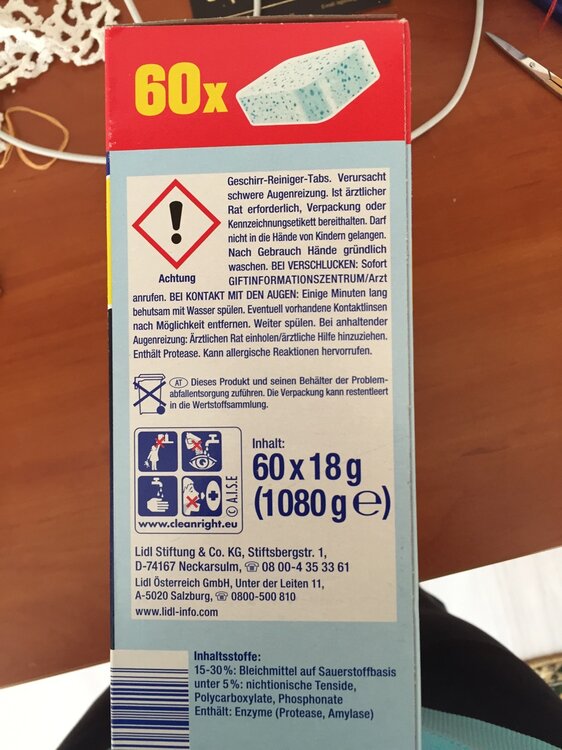 60x
Geschirr-Reiniger-Tabs. Verursacht
schwere Augenreizung. Ist ärztlicher
Rat erforderlich, Verpackung oder
Kennzeichnungsetikett bereithalten. Darf
nicht in die Hände von Kindern gelangen.
Nach Gebrauch Hände gründlich
waschen. BEI VERSCHLUCKEN: Sofort
GIFTINFORMATIONSZENTRUM/Arzt
Achtung
anrufen. BEI KONTAKT MIT DEN AUGEN: Einige Minuten lang
behutsam mit Wasser spülen. Eventuell vorhandene Kontaktlinsen
nach Möglichkeit entfernen. Weiter spülen. Bei anhaltender
Augenreizung: Ärztlichen Rat einholen/ärztliche Hilfe hinzuziehen.
Enthält Protease. Kann allergische Reaktionen hervorrufen.
AT Dieses Produkt und seinen Behälter der Problem-
abfallentsorgung zuführen. Die Verpackung kann restentleert
in die Wertstoffsammlung.
© A.I.S.E
www.cleanright.eu
Inhalt:
60 x 18 g
(1080 g ℮)
Lidl Stiftung & Co. KG, Stiftsbergstr. 1,
D-74167 Neckarsulm, ☏ 08 00-4 35 33 61
Lidl Österreich GmbH, Unter der Leiten 11,
A-5020 Salzburg, ☏ 0800-500 810
www.lidl-info.com
Inhaltsstoffe:
15-30%: Bleichmittel auf Sauerstoffbasis
unter 5%: nichtionische Tenside,
Polycarboxylate, Phosphonate
Enthält: Enzyme (Protease, Amylase)